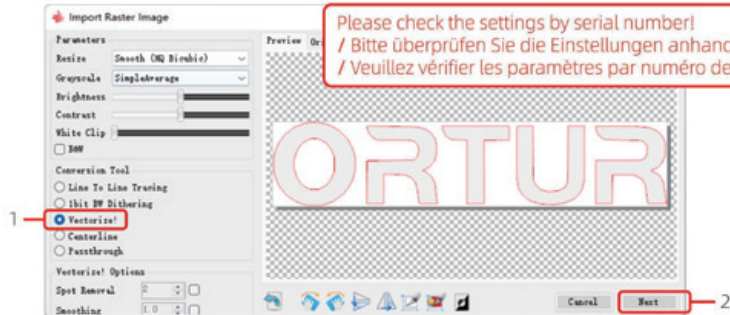 Import Raster Image
Please check the settings by serial number!
/ Bitte überprüfen Sie die Einstellungen anhand
/ Veuillez vérifier les paramètres par numéro de
Parameters
Resize
Smooth (HQ Bicubic)
Grayscale
SimpleAverage
Brightness
Contrast
White Clip
B&W
Conversion Tool
Line To Line Tracing
1bit BW Dithering
1
Vectorize!
Centerline
Passthrough
Vectorize! Options
Spot Removal
2
Smoothing
1.0
Preview
ORTUR
Cancel
Next
2